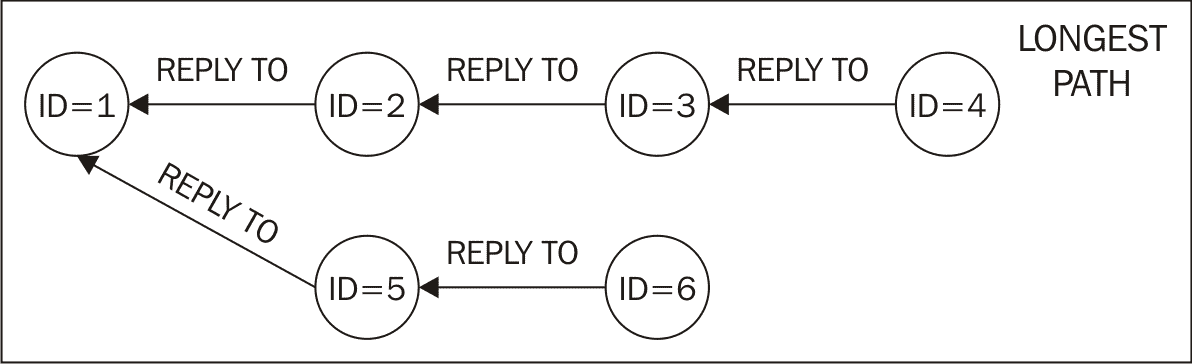 LONGEST
PATH
REPLY TO
REPLY TO
REPLY TO
ID=1
ID=2
ID=3
ID=4
REPLY TO
REPLY TO
ID=5
ID=6